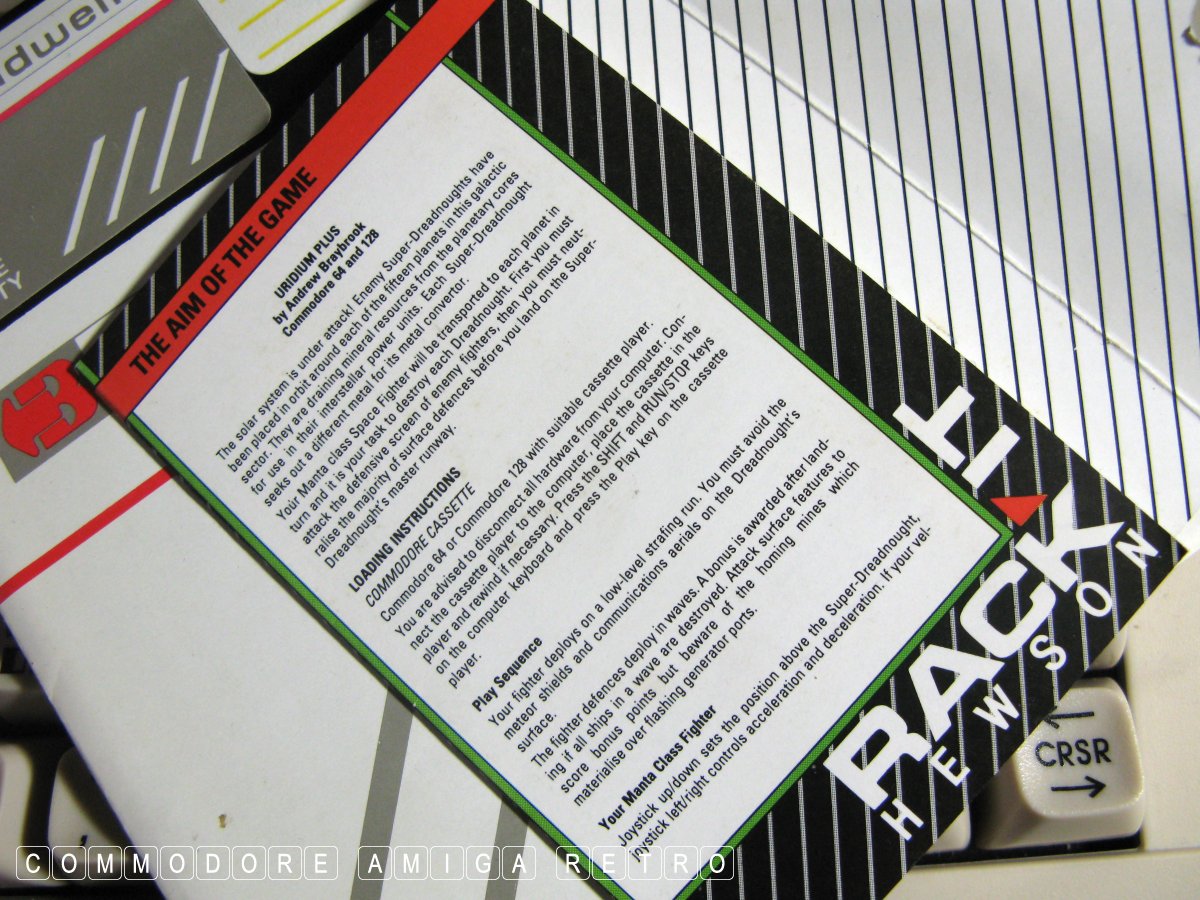 THE AIM OF THE GAME
URIDIUM PLUS
by Andrew Braybrook
Commodore 64 and 128
The solar system is under attack! Enemy Super-Dreadnoughts have
been placed in orbit around each of the fifteen planets in this galactic
sector. They are draining mineral resources from the planetary cores
for use in their interstellar power units. Each Super-Dreadnought
seeks out a different metal for its metal convertor.
Your Manta class Space Fighter will be transported to each planet in
turn and it is your task to destroy each Dreadnought. First you must
attack the defensive screen of enemy fighters, then you must neut-
ralise the majority of surface defences before you land on the Super-
Dreadnought's master runway.
LOADING INSTRUCTIONS
COMMODORE CASSETTE
Commodore 64 or Commodore 128 with suitable cassette player.
You are advised to disconnect all hardware from your computer. Con-
nect the cassette player to the computer, place the cassette in the
player and rewind if necessary. Press the SHIFT and RUN/STOP keys
on the computer keyboard and press the Play key on the cassette
player.
Play Sequence
Your fighter deploys on a low-level strafing run. You must avoid the
meteor shields and communications aerials on the Dreadnought's
surface.
The fighter defences deploy in waves. A bonus is awarded after land-
ing if all ships in a wave are destroyed. Attack surface features to
score bonus points but beware of the homing mines which
materialise over flashing generator ports.
Your Manta Class Fighter
Joystick up/down sets the position above the Super-Dreadnought,
joystick left/right controls acceleration and deceleration. If your vel-
HI
RACK
HEWSON
CRSR
COMMODORE AMIGA RETRO